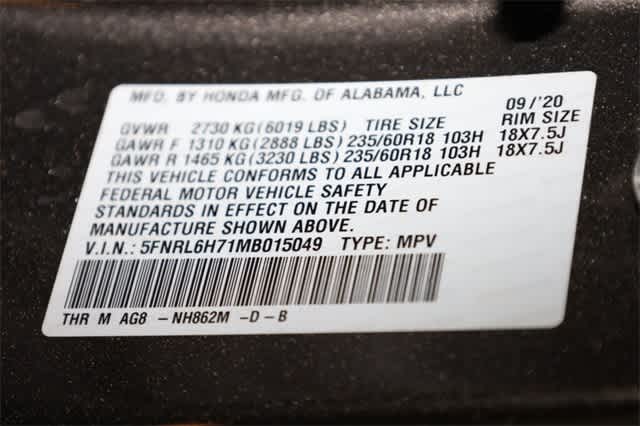 MFD. BY HONDA MFG. OF ALABAMA, LLC 09/'20
GVWR 2730 KG(6019 LBS) TIRE SIZE RIM SIZE
GAWR F 1310 KG(2888 LBS)235/60R18 103H 18X7.5J
GAWR R 1465 KG(3230 LBS)235/60R18 103H 18X7.5J
THIS VEHICLE CONFORMS TO ALL APPLICABLE
FEDERAL MOTOR VEHICLE SAFETY
STANDARDS IN EFFECT ON THE DATE OF
MANUFACTURE SHOWN ABOVE.
V.I.N.: 5FNRL6H71MB015049 TYPE: MPV
THR M AG8 -NH862M -D-B